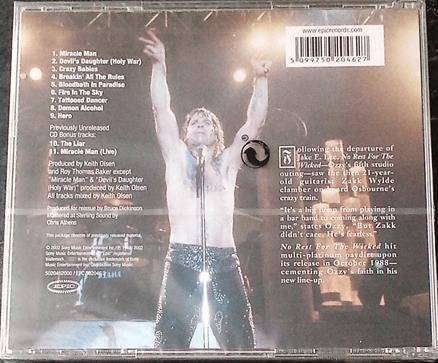 www.epicrecords.com
5 099750 204627
1. Miracle Man
2. Devil's Daughter (Holy War)
3. Crazy Babies
4. Breakin' All The Rules
5. Bloodbath In Paradise
6. Fire In The Sky
7. Tattooed Dancer
8. Demon Alcohol
9. Hero
Previously Unreleased
CD Bonus tracks:
10. The Liar
11. Miracle Man (Live)
Produced by Keith Olsen
and Roy Thomas Baker except
"Miracle Man" & "Devil's Daughter
(Holy War)" produced by Keith Olsen
All tracks mixed by Keith Olsen
Produced for reissue by Bruce Dickinson
Mastered at Sterling Sound by
Chris Athens
This package consists of previously released material.
EPIC
Following the departure of
Jake E. Lee, No Rest For The
Wicked—Ozzy's fifth studio
outing—saw the then 21-year-
old guitarist Zakk Wylde
clamber on board Osbourne's
crazy train.
"It's a big jump from playing in
a bar band to coming along with
me," states Ozzy. "But Zakk
didn't care. He's fearless."
No Rest For The Wicked hit
multi-platinum paydirt upon
its release in October 1988—
cementing Ozzy's faith in his
new line-up.